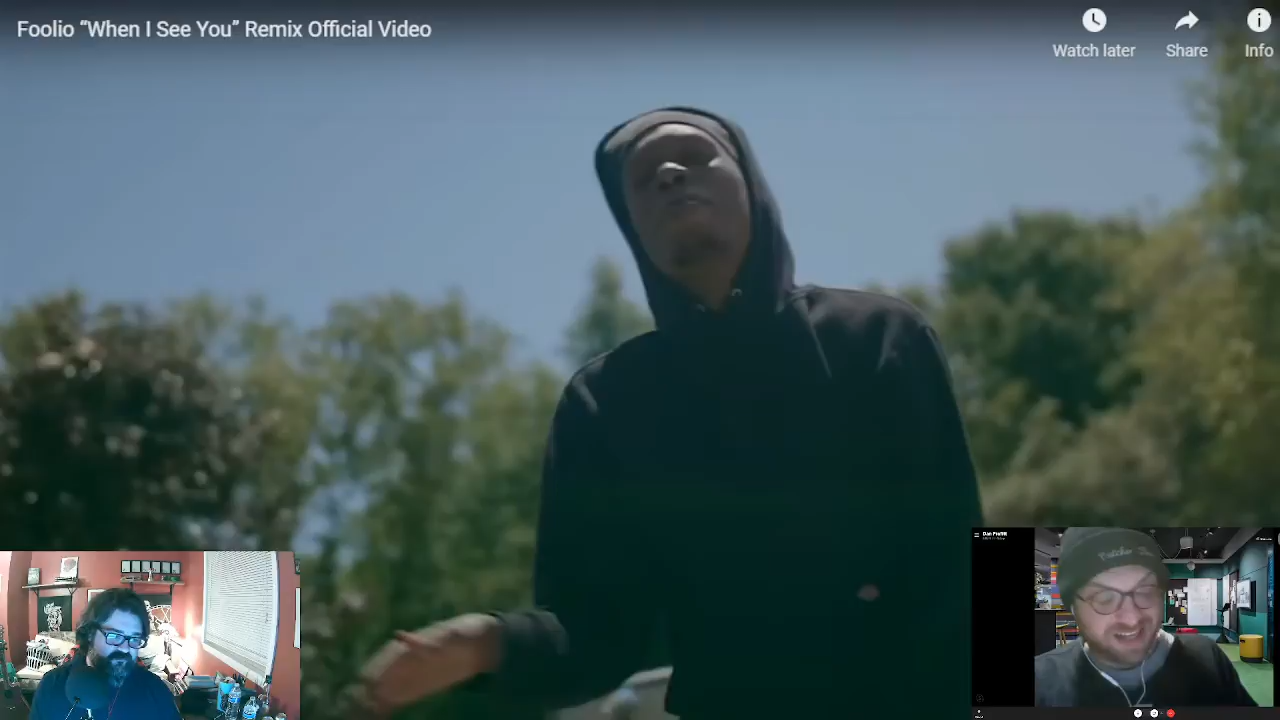 Foolio “When I See You” Remix Official Video
Watch later
Share
Info